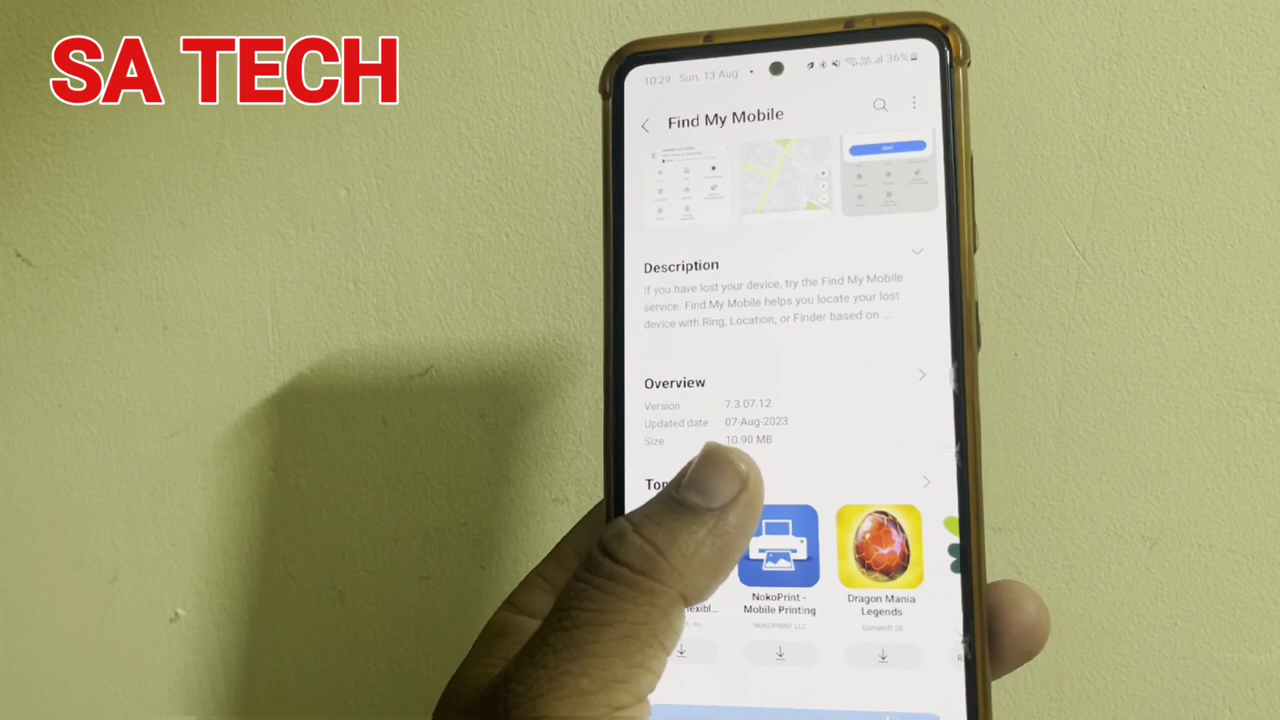 SA TECH
10:29 Sun, 13 Aug
36%
Find My Mobile
Start
Description
If you have lost your device, try the Find My Mobile
service. Find My Mobile helps you locate your lost
device with Ring, Location, or Finder based on ...
Overview
Version 7.3.07.12
Updated date 07-Aug-2023
Size 10.90 MB
NokoPrint -
Mobile Printing
NOKOPRINT LLC
Dragon Mania
Legends
Gameloft SE